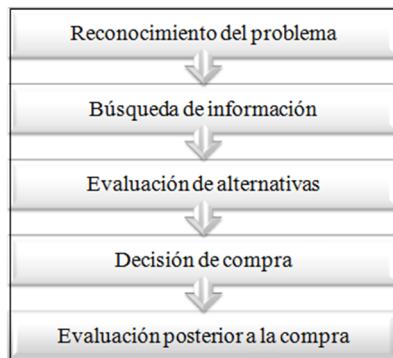 Reconocimiento del problema
Búsqueda de información
Evaluación de alternativas
Decisión de compra
Evaluación posterior a la compra